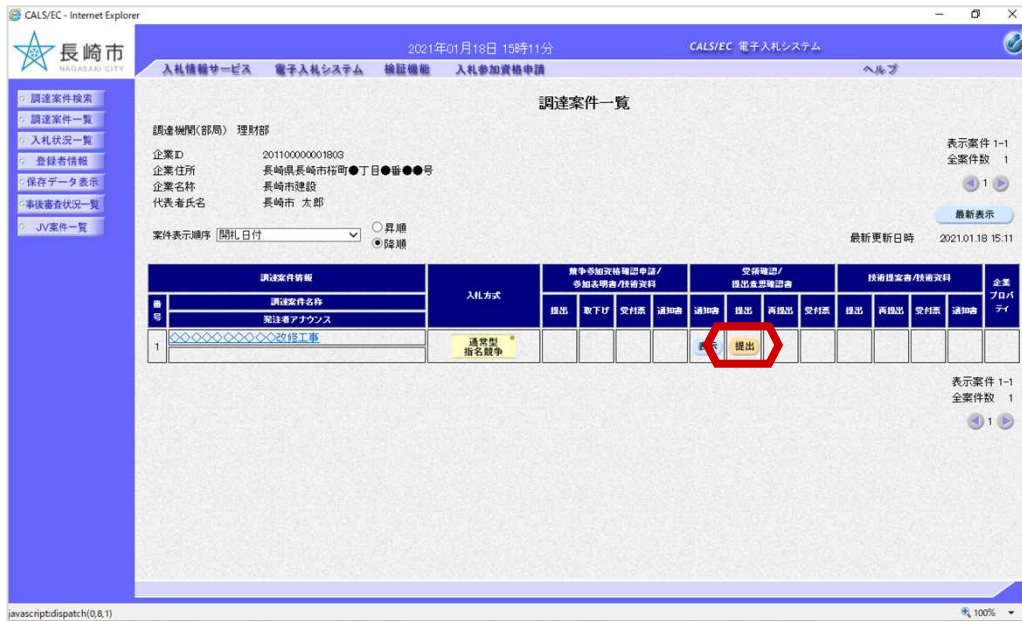 CALS/EC - Internet Explorer
長崎市
NAGASAKI CITY
2021年01月18日 15時11分
CALS/EC 電子入札システム
入札情報サービス 電子入札システム 検証機能 入札参加資格申請 ヘルプ
調達案件検索
調達案件一覧
入札状況一覧
登録者情報
保存データ表示
事後審査状況一覧
JV案件一覧
調達案件一覧
調達機関(部局) 理財部
企業ID 201100000001803
企業住所 長崎県長崎市桜町●丁目●番●●号
企業名称 長崎市建設
代表者氏名 長崎市 太郎
表示案件 1-1
全案件数 1
1
最新表示
案件表示順序 開札日付
昇順
降順
最新更新日時 2021.01.18 15:11
調達案件情報
入札方式
競争参加資格確認申請/
参加表明書/技術資料
受領確認/
提出意思確認書
技術提案書/技術資料
企業プロパティ
番号
調達案件名称
発注者アナウンス
提出 取下げ 受付票 通知書 通知書 提出 再提出 受付票 提出 再提出 受付票 通知書
1 ◇◇◇◇◇◇◇◇◇◇改修工事 通常型 指名競争 表示 提出
表示案件 1-1
全案件数 1
1
javascript:dispatch(0,8,1)
100%